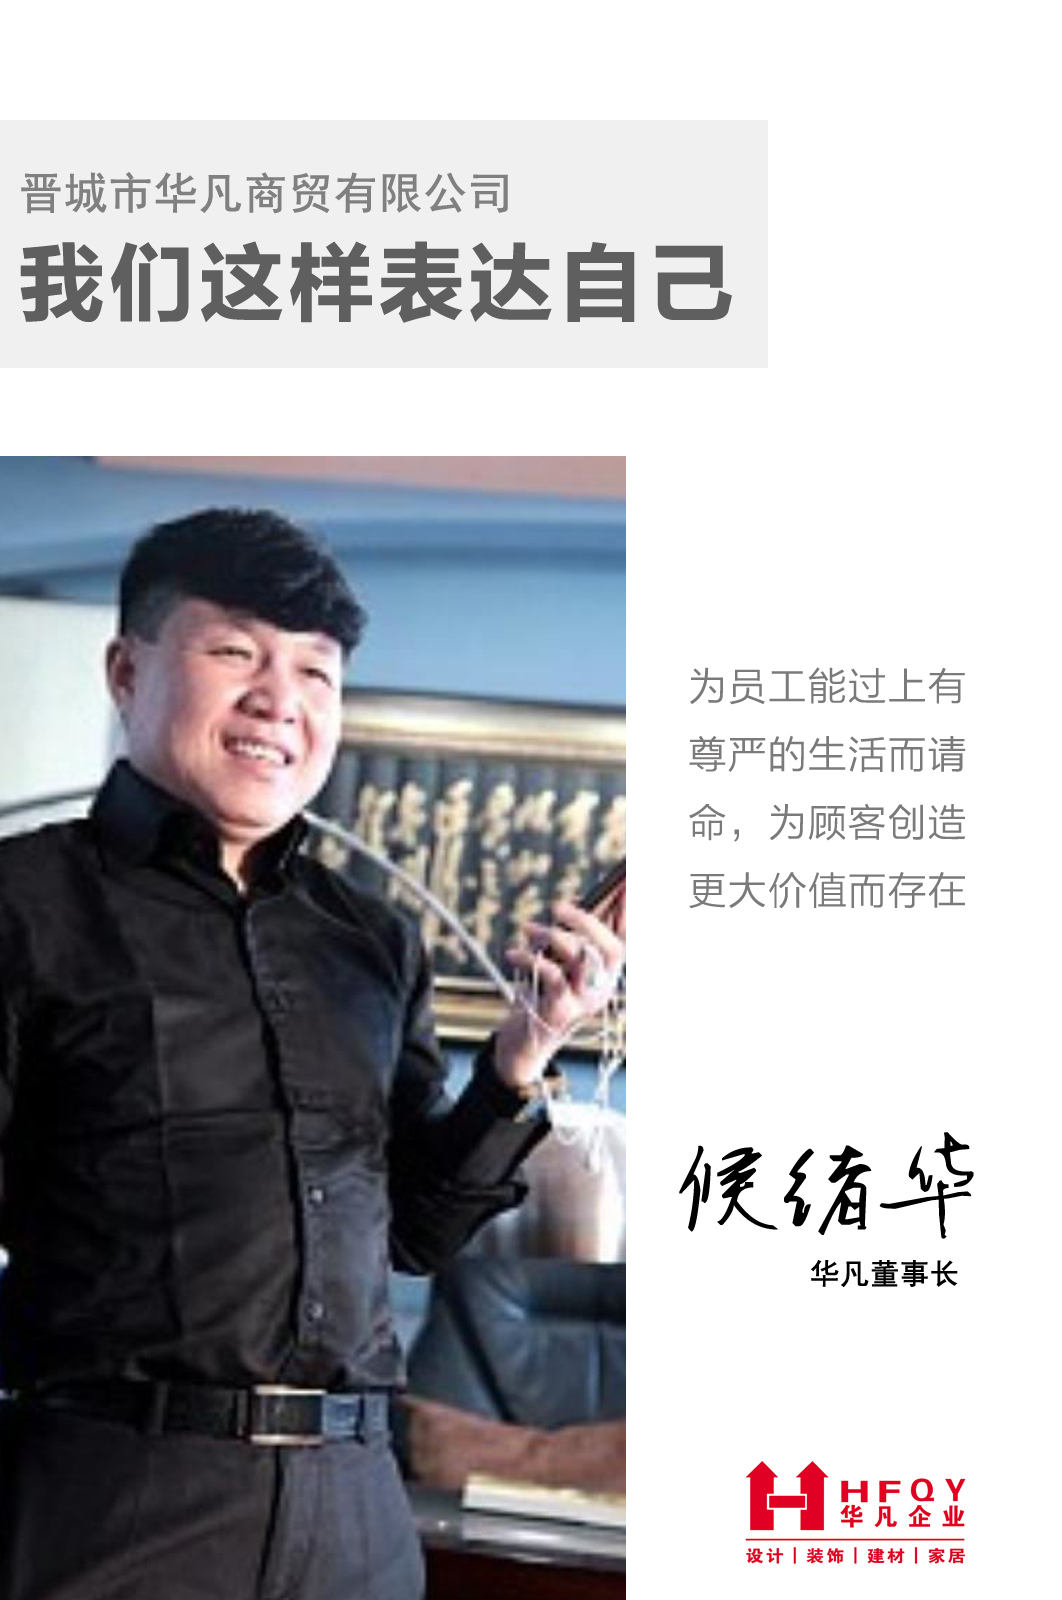 晋城市华凡商贸有限公司
我们这样表达自己
为员工能过上有
尊严的生活而请
命，为顾客创造
更大价值而存在
候绪华
华凡董事长
HFQY
华凡企业
设计｜装饰｜建材｜家居